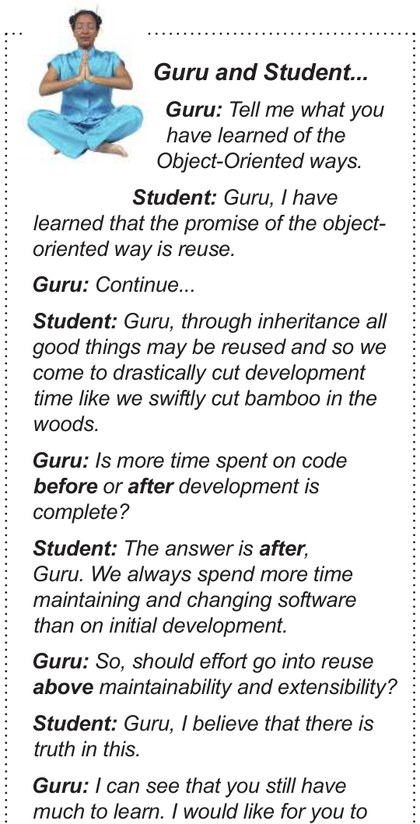 Guru and Student...
Guru: Tell me what you
have learned of the
Object-Oriented ways.
Student: Guru, I have
learned that the promise of the object-
oriented way is reuse.
Guru: Continue...
Student: Guru, through inheritance all
good things may be reused and so we
come to drastically cut development
time like we swiftly cut bamboo in the
woods.
Guru: Is more time spent on code
before or after development is
complete?
Student: The answer is after,
Guru. We always spend more time
maintaining and changing software
than on initial development.
Guru: So, should effort go into reuse
above maintainability and extensibility?
Student: Guru, I believe that there is
truth in this.
Guru: I can see that you still have
much to learn. I would like for you to